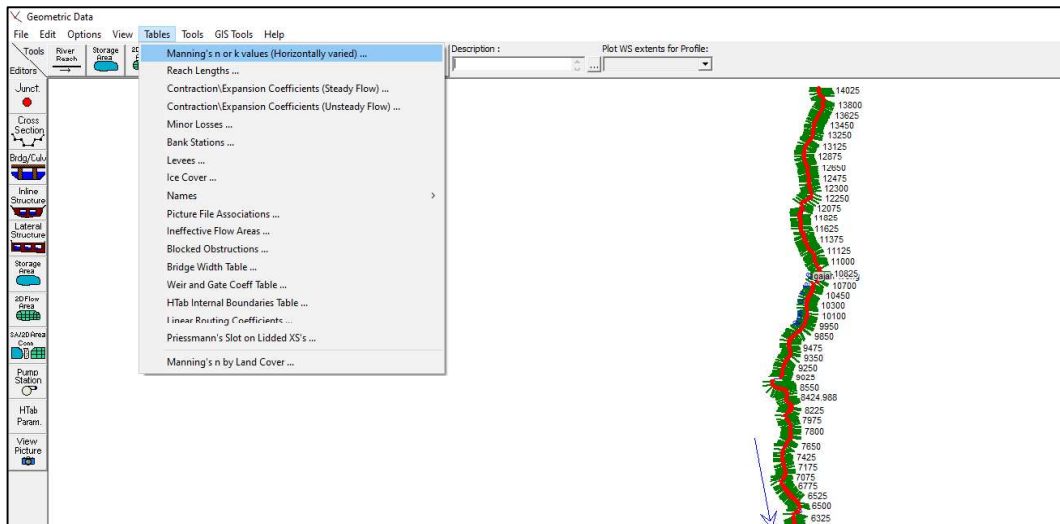 Geometric Data
File Edit Options View Tables Tools GIS Tools Help
Tools
Editors
River
Reach
Storage
Area
Description :
...
Plot WS extents for Profile:
Junct.
Cross
Section
Brdg/Culv
Inline
Structure
Lateral
Structure
Storage
Area
2D Flow
Area
SA/2D Area
Conn
Pump
Station
HTab
Param.
View
Picture
Manning's n or k values (Horizontally varied) ...
Reach Lengths ...
Contraction\Expansion Coefficients (Steady Flow) ...
Contraction\Expansion Coefficients (Unsteady Flow) ...
Minor Losses ...
Bank Stations ...
Levees ...
Ice Cover ...
Names
Picture File Associations ...
Ineffective Flow Areas ...
Blocked Obstructions ...
Bridge Width Table ...
Weir and Gate Coeff Table ...
HTab Internal Boundaries Table ...
Linear Routing Coefficients ...
Priessmann's Slot on Lidded XS's ...
Manning's n by Land Cover ...
14025
13800
13625
13450
13250
13125
12875
12650
12475
12300
12250
12075
11825
11625
11375
11125
11000
10825
10700
10450
10300
10100
9950
9850
9475
9350
9250
9025
8550
8424.988
8225
7975
7800
7650
7425
7175
7075
6775
6525
6500
6325